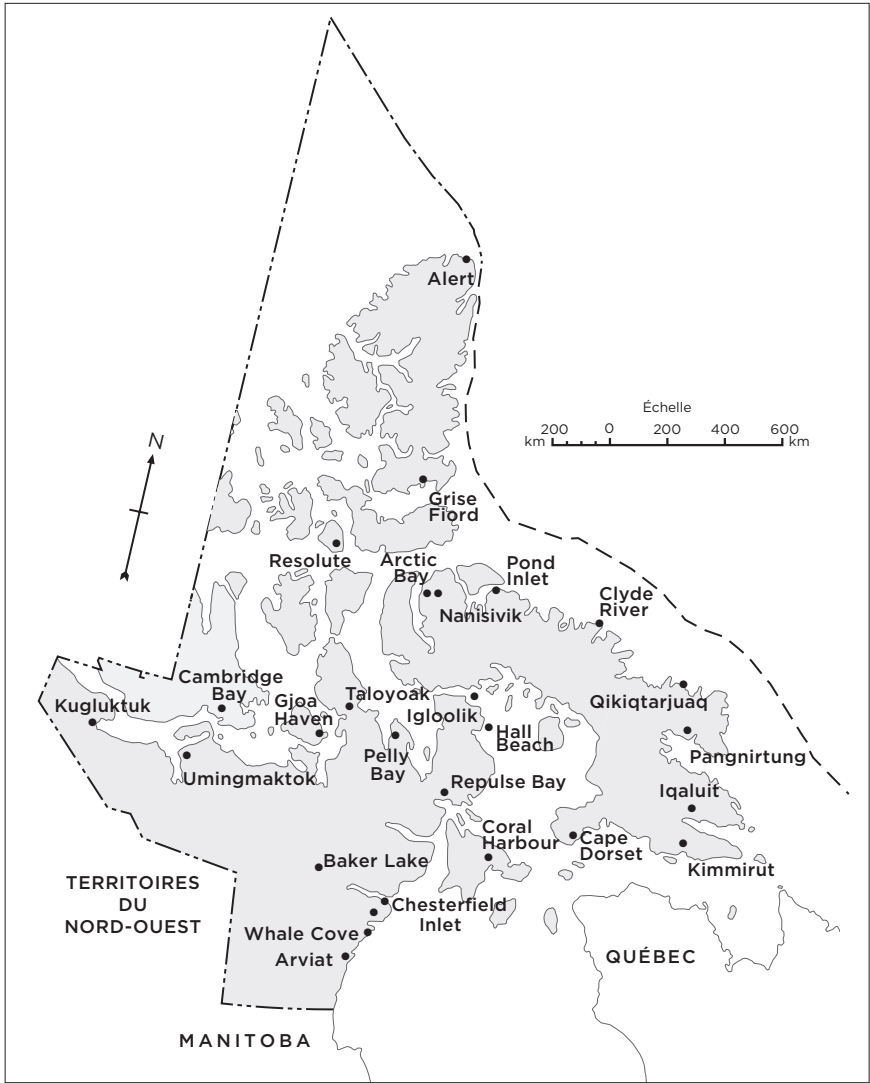 Alert
N
Échelle
200 0 200 400 600
km km
Grise
Fiord
Resolute
Arctic
Bay
Pond
Inlet
Nanisivik
Clyde
River
Cambridge
Bay
Kugluktuk
Gjoa
Haven
Taloyoak
Igloolik
Qikiqtarjuaq
Hall
Beach
Pelly
Bay
Pangnirtung
Umingmaktok
Repulse Bay
Iqaluit
Coral
Harbour
Cape
Dorset
Baker Lake
Kimmirut
TERRITOIRES
DU
NORD-OUEST
Chesterfield
Inlet
Whale Cove
Arviat
QUÉBEC
MANITOBA